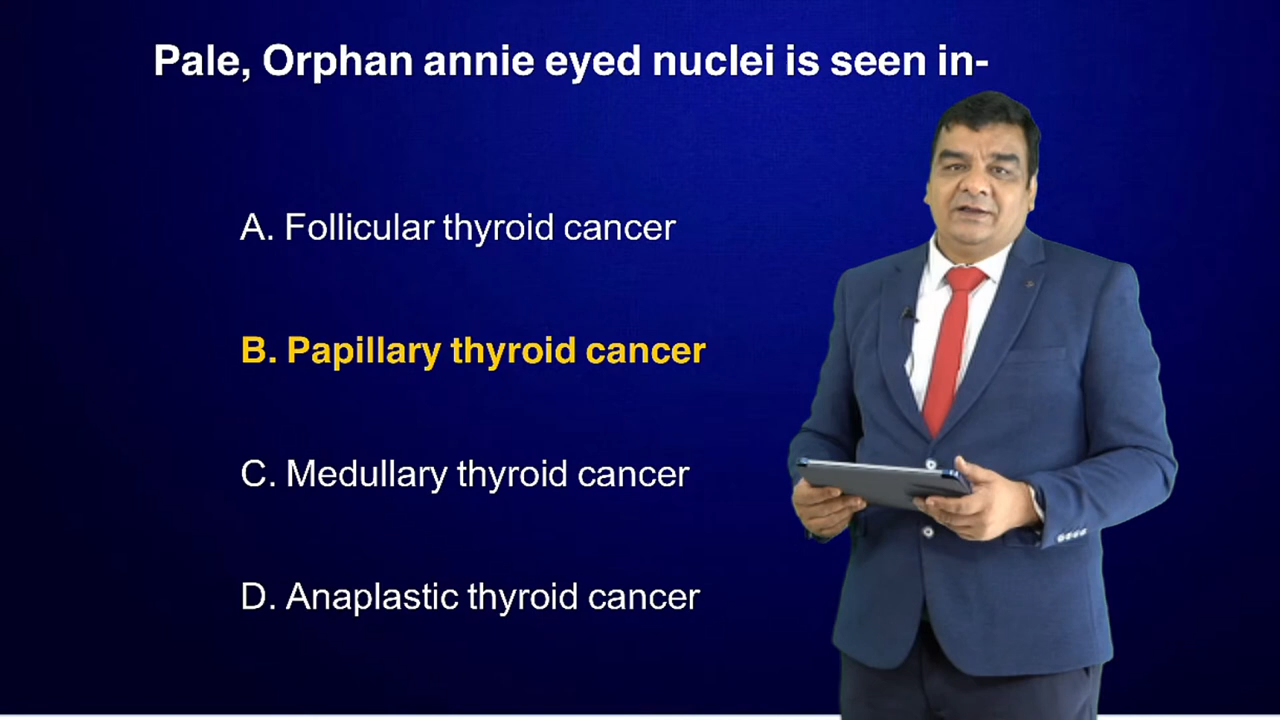 Pale, Orphan annie eyed nuclei is seen in-
A. Follicular thyroid cancer
B. Papillary thyroid cancer
C. Medullary thyroid cancer
D. Anaplastic thyroid cancer